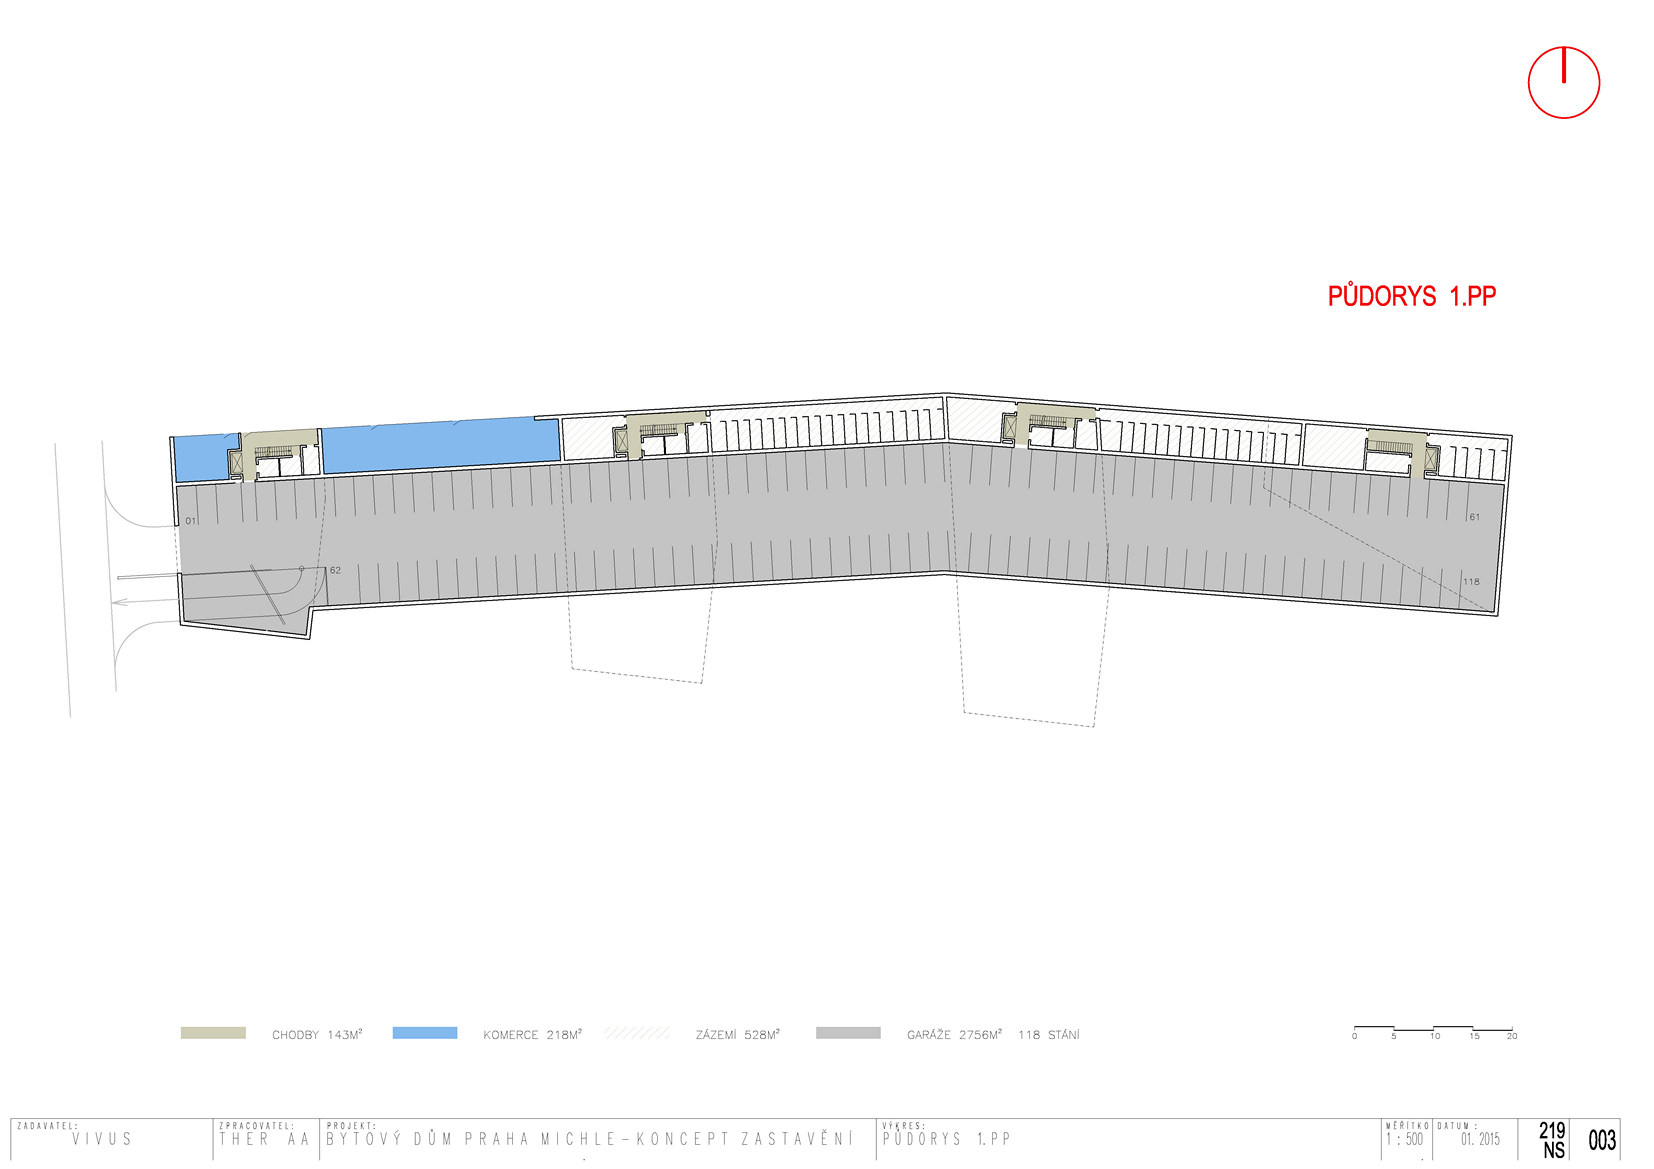 PŮDORYS 1.PP
01
61
62
118
CHODBY 143M²
KOMERCE 218M²
ZÁZEMÍ 528M²
GARÁŽE 2756M² 118 STÁNÍ
0 5 10 15 20
ZADAVATEL:
VIVUS
ZPRACOVATEL:
THER AA
PROJEKT:
BYTOVÝ DŮM PRAHA MICHLE-KONCEPT ZASTAVĚNÍ
VÝKRES:
PŮDORYS 1.PP
MĚŘÍTKO
1:500
DATUM:
01. 2015
219
NS
003